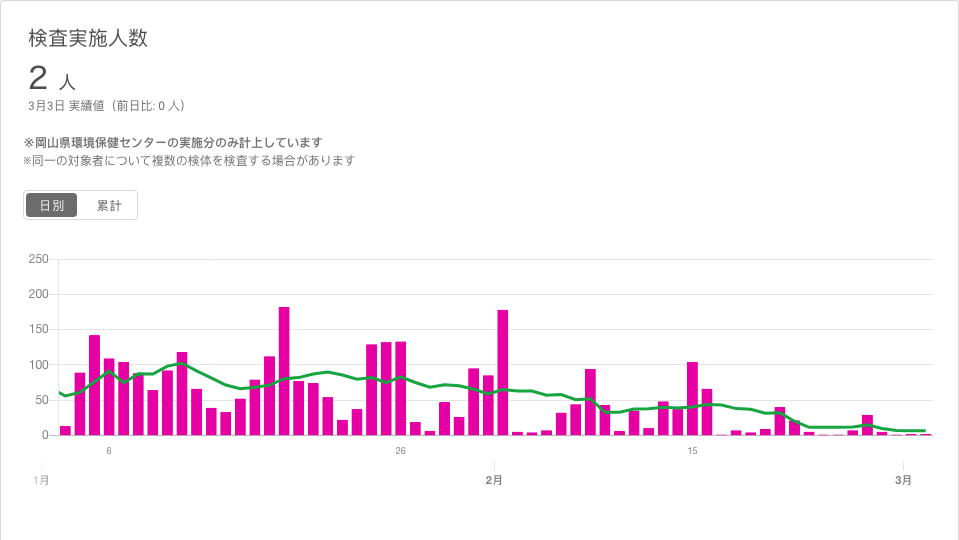 検査実施人数
2 人
3月3日 実績値（前日比: 0 人）
※岡山県環境保健センターの実施分のみ計上しています
※同一の対象者について複数の検体を検査する場合があります
日別 累計
250
200
150
100
50
0
6 26 15
1月 2月 3月